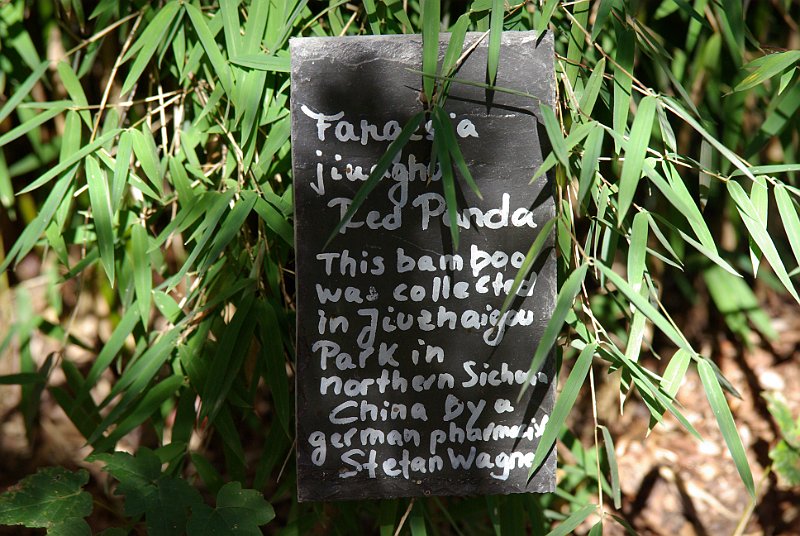 Fargesia
jiuzgho
Red Panda
This bamboo
was collected
in Jiuzhaigou
Park in
northern Sichuan
China by a
german pharmacist
Stefan Wagner